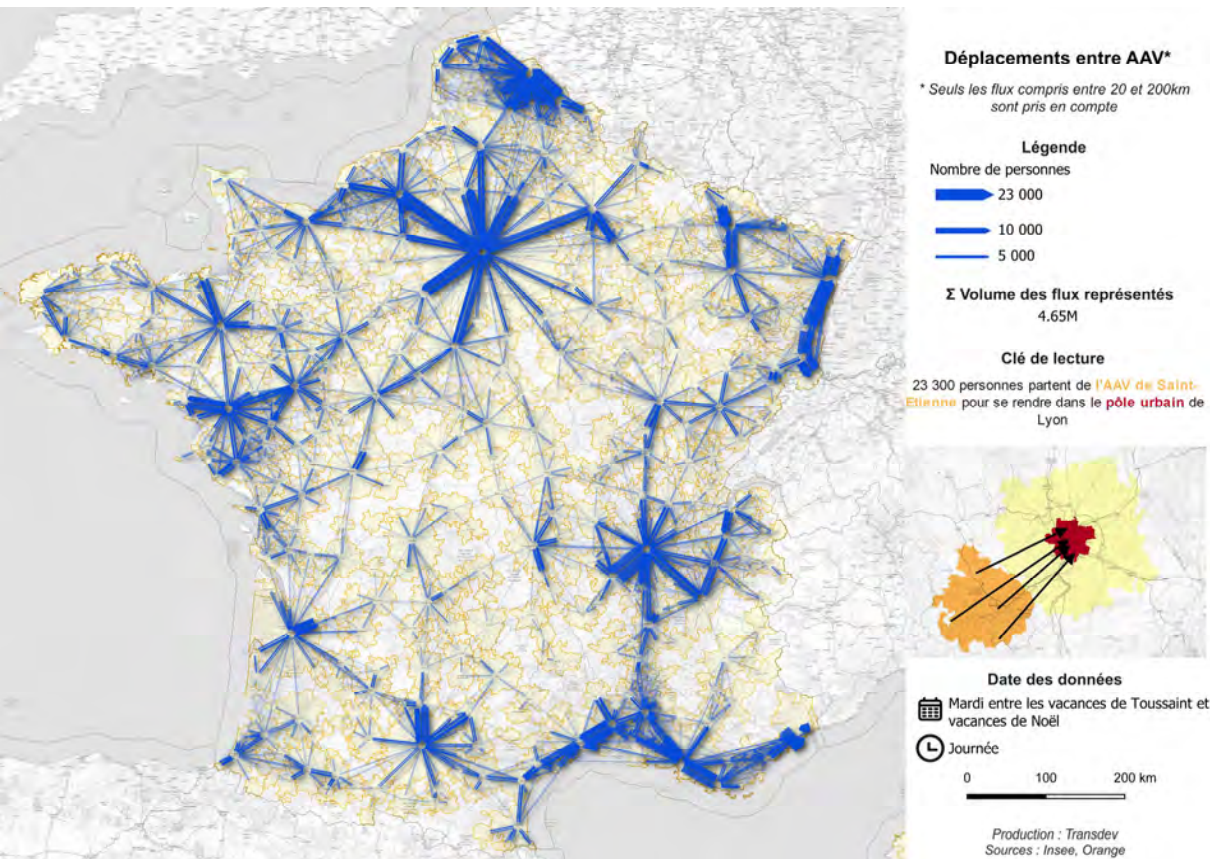 Déplacements entre AAV*
* Seuls les flux compris entre 20 et 200km
sont pris en compte
Légende
Nombre de personnes
23 000
10 000
5 000
Σ Volume des flux représentés
4.65M
Clé de lecture
23 300 personnes partent de l'AAV de Saint-
Etienne pour se rendre dans le pôle urbain de
Lyon
Date des données
Mardi entre les vacances de Toussaint et
vacances de Noël
Journée
0 100 200 km
Production : Transdev
Sources : Insee, Orange